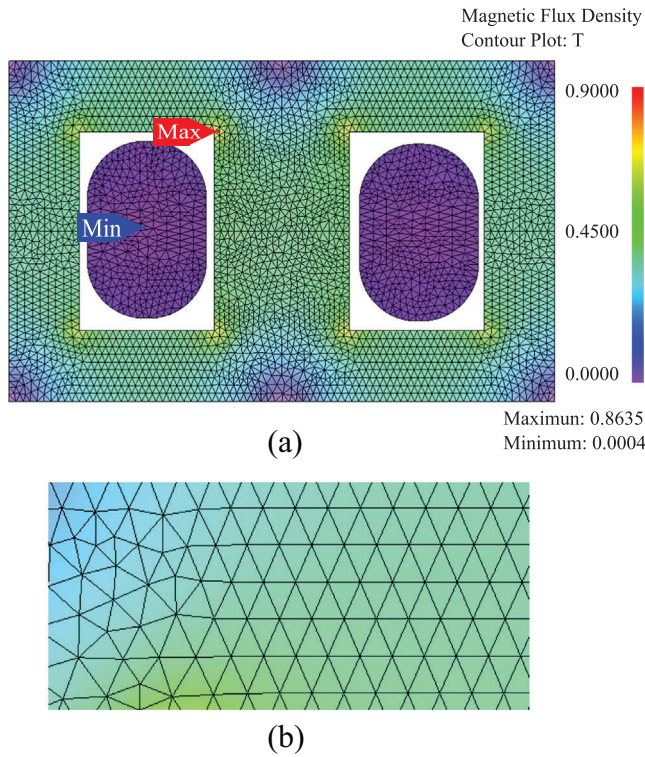 Magnetic Flux Density
Contour Plot: T
0.9000
Max
Min
0.4500
0.0000
Maximun: 0.8635
Minimum: 0.0004
(a)
(b)